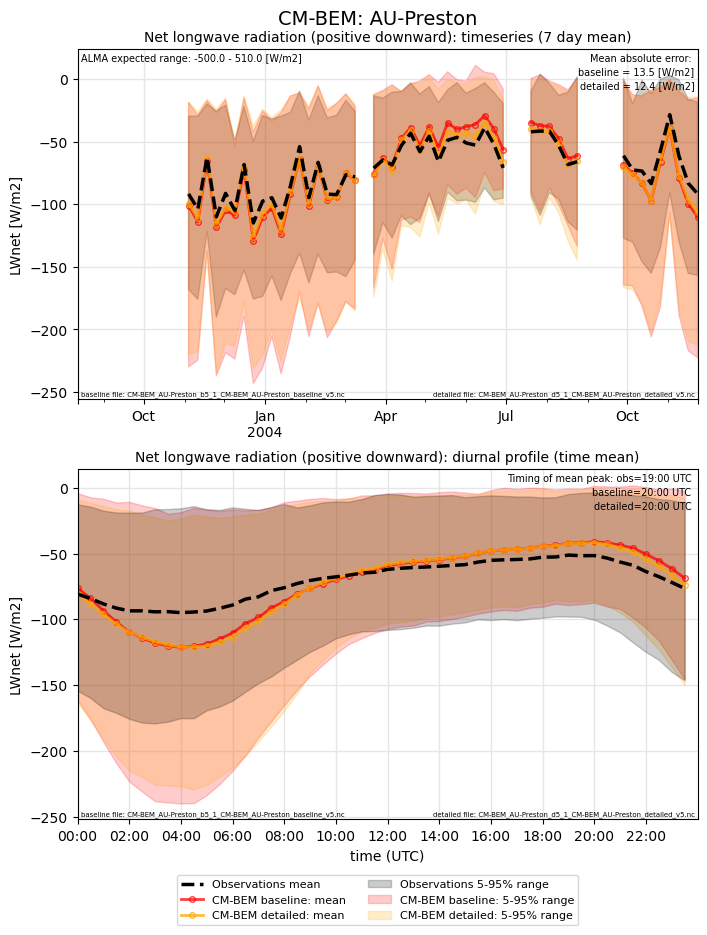 CM-BEM: AU-Preston
Net longwave radiation (positive downward): timeseries (7 day mean)
ALMA expected range: -500.0 - 510.0 [W/m2]
Mean absolute error:
baseline = 13.5 [W/m2]
detailed = 12.4 [W/m2]
0
−50
−100
−150
−200
−250
LWnet [W/m2]
baseline file: CM-BEM_AU-Preston_b5_1_CM-BEM_AU-Preston_baseline_v5.nc
detailed file: CM-BEM_AU-Preston_d5_1_CM-BEM_AU-Preston_detailed_v5.nc
Oct Jan Apr Jul Oct
2004
Net longwave radiation (positive downward): diurnal profile (time mean)
Timing of mean peak: obs=19:00 UTC
baseline=20:00 UTC
detailed=20:00 UTC
0
−50
−100
−150
−200
−250
LWnet [W/m2]
baseline file: CM-BEM_AU-Preston_b5_1_CM-BEM_AU-Preston_baseline_v5.nc
detailed file: CM-BEM_AU-Preston_d5_1_CM-BEM_AU-Preston_detailed_v5.nc
00:00 02:00 04:00 06:00 08:00 10:00 12:00 14:00 16:00 18:00 20:00 22:00
time (UTC)
Observations mean
CM-BEM baseline: mean
CM-BEM detailed: mean
Observations 5-95% range
CM-BEM baseline: 5-95% range
CM-BEM detailed: 5-95% range